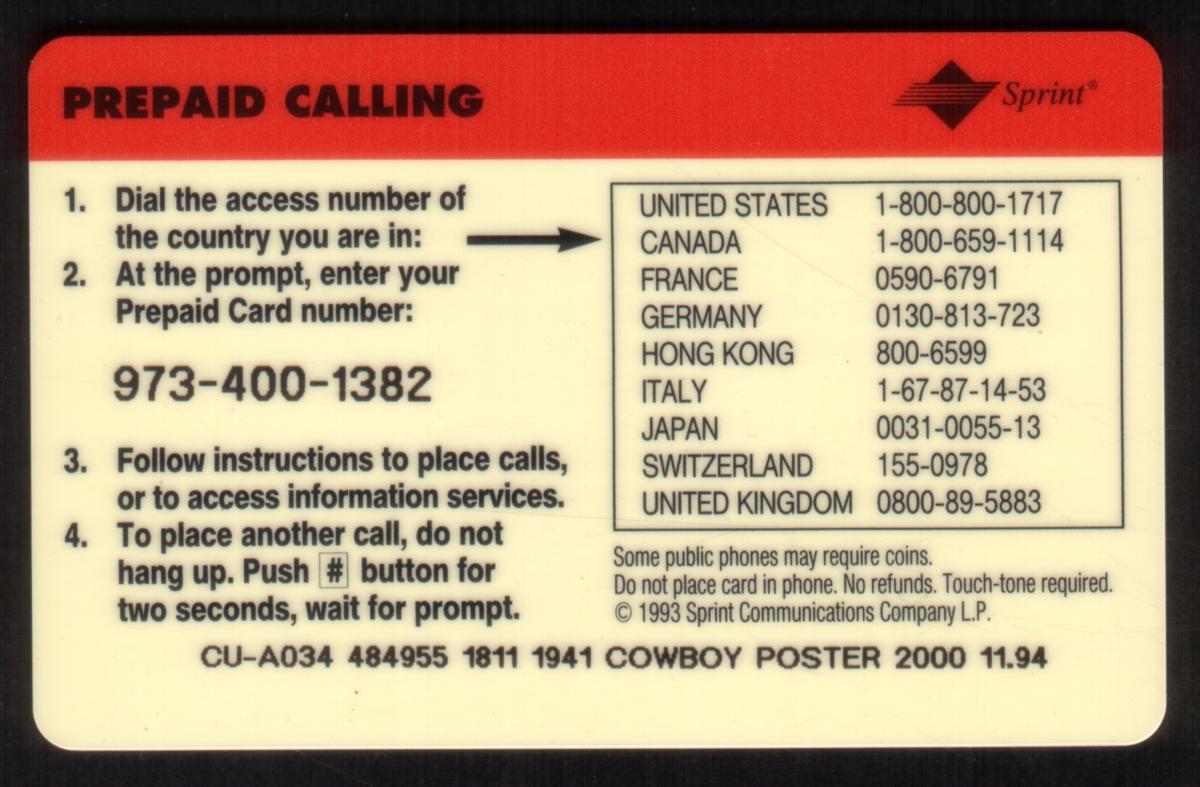 PREPAID CALLING
Sprint®
1. Dial the access number of
the country you are in:
2. At the prompt, enter your
Prepaid Card number:
973-400-1382
3. Follow instructions to place calls,
or to access information services.
4. To place another call, do not
hang up. Push # button for
two seconds, wait for prompt.
UNITED STATES 1-800-800-1717
CANADA 1-800-659-1114
FRANCE 0590-6791
GERMANY 0130-813-723
HONG KONG 800-6599
ITALY 1-67-87-14-53
JAPAN 0031-0055-13
SWITZERLAND 155-0978
UNITED KINGDOM 0800-89-5883
Some public phones may require coins.
Do not place card in phone. No refunds. Touch-tone required.
© 1993 Sprint Communications Company L.P.
CU-A034 484955 1811 1941 COWBOY POSTER 2000 11.94